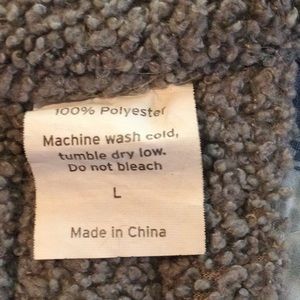 100% Polyester
Machine wash cold,
tumble dry low.
Do not bleach
L
Made in China